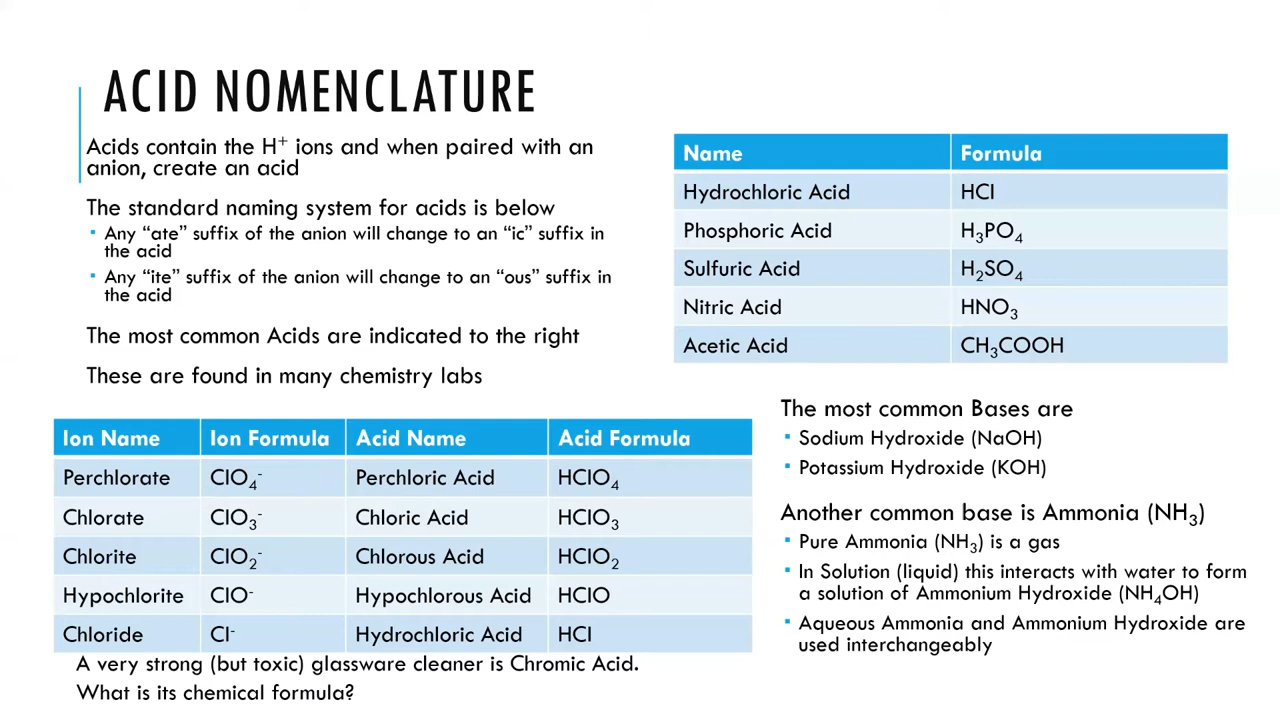 ACID NOMENCLATURE
Acids contain the H⁺ ions and when paired with an
anion, create an acid
The standard naming system for acids is below
▪ Any “ate” suffix of the anion will change to an “ic” suffix in
the acid
▪ Any “ite” suffix of the anion will change to an “ous” suffix in
the acid
The most common Acids are indicated to the right
These are found in many chemistry labs
Name Formula
Hydrochloric Acid HCl
Phosphoric Acid H₃PO₄
Sulfuric Acid H₂SO₄
Nitric Acid HNO₃
Acetic Acid CH₃COOH
Ion Name Ion Formula Acid Name Acid Formula
Perchlorate ClO₄⁻ Perchloric Acid HClO₄
Chlorate ClO₃⁻ Chloric Acid HClO₃
Chlorite ClO₂⁻ Chlorous Acid HClO₂
Hypochlorite ClO⁻ Hypochlorous Acid HClO
Chloride Cl⁻ Hydrochloric Acid HCl
A very strong (but toxic) glassware cleaner is Chromic Acid.
What is its chemical formula?
The most common Bases are
▪ Sodium Hydroxide (NaOH)
▪ Potassium Hydroxide (KOH)
Another common base is Ammonia (NH₃)
▪ Pure Ammonia (NH₃) is a gas
▪ In Solution (liquid) this interacts with water to form
a solution of Ammonium Hydroxide (NH₄OH)
▪ Aqueous Ammonia and Ammonium Hydroxide are
used interchangeably